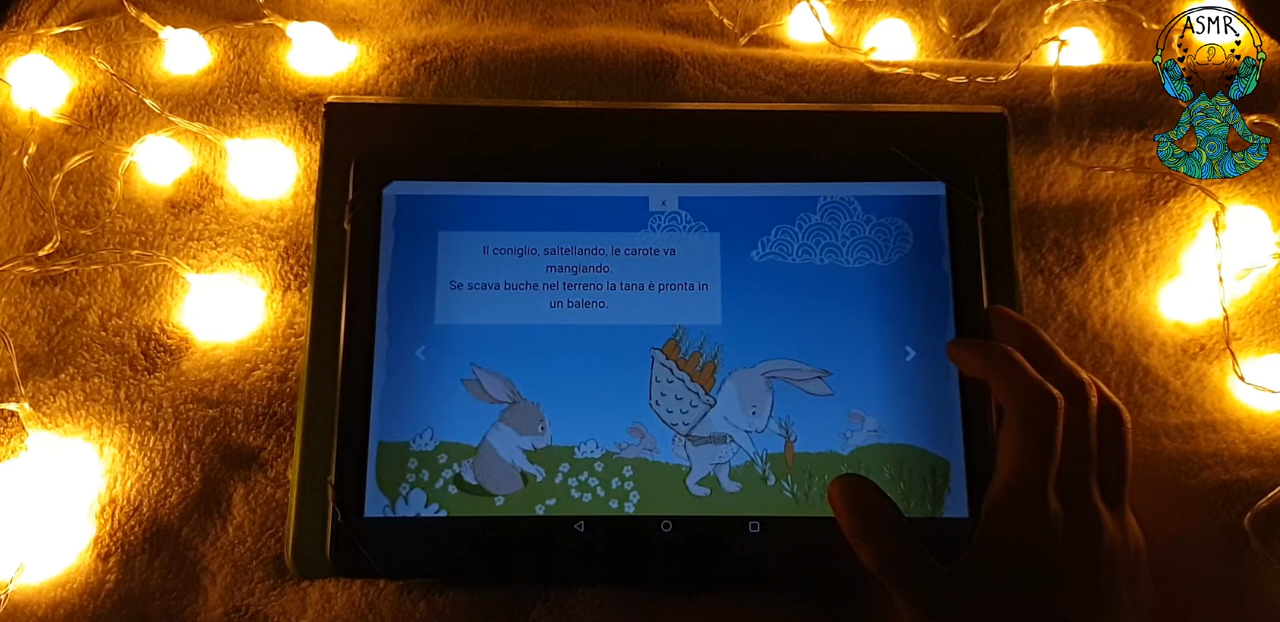 ASMR
x
Il coniglio, saltellando, le carote va
mangiando.
Se scava buche nel terreno la tana è pronta in
un baleno.